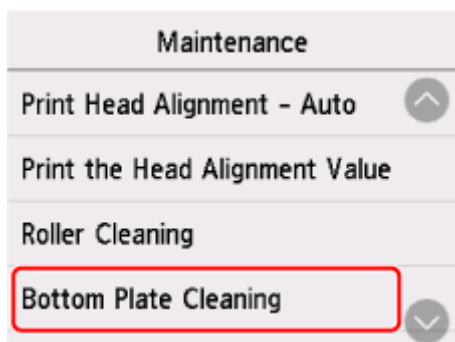 Maintenance
Print Head Alignment - Auto
Print the Head Alignment Value
Roller Cleaning
Bottom Plate Cleaning